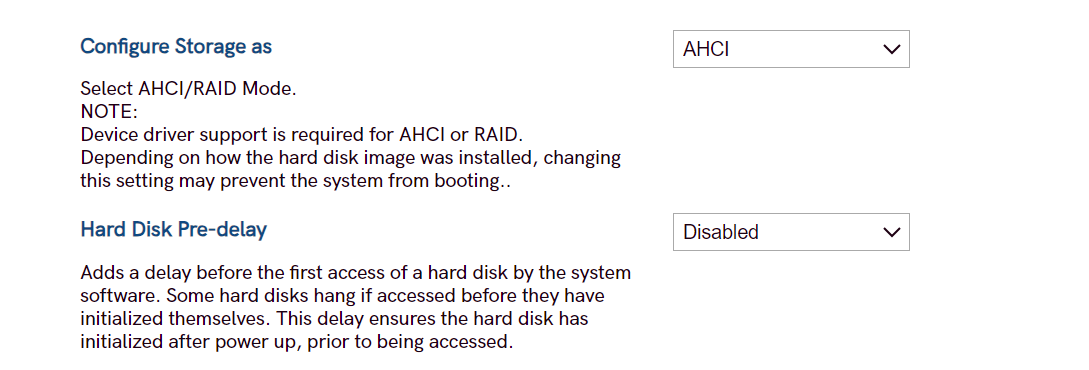 Configure Storage as
AHCI
Select AHCI/RAID Mode.
NOTE:
Device driver support is required for AHCI or RAID.
Depending on how the hard disk image was installed, changing
this setting may prevent the system from booting..
Hard Disk Pre-delay
Disabled
Adds a delay before the first access of a hard disk by the system
software. Some hard disks hang if accessed before they have
initialized themselves. This delay ensures the hard disk has
initialized after power up, prior to being accessed.